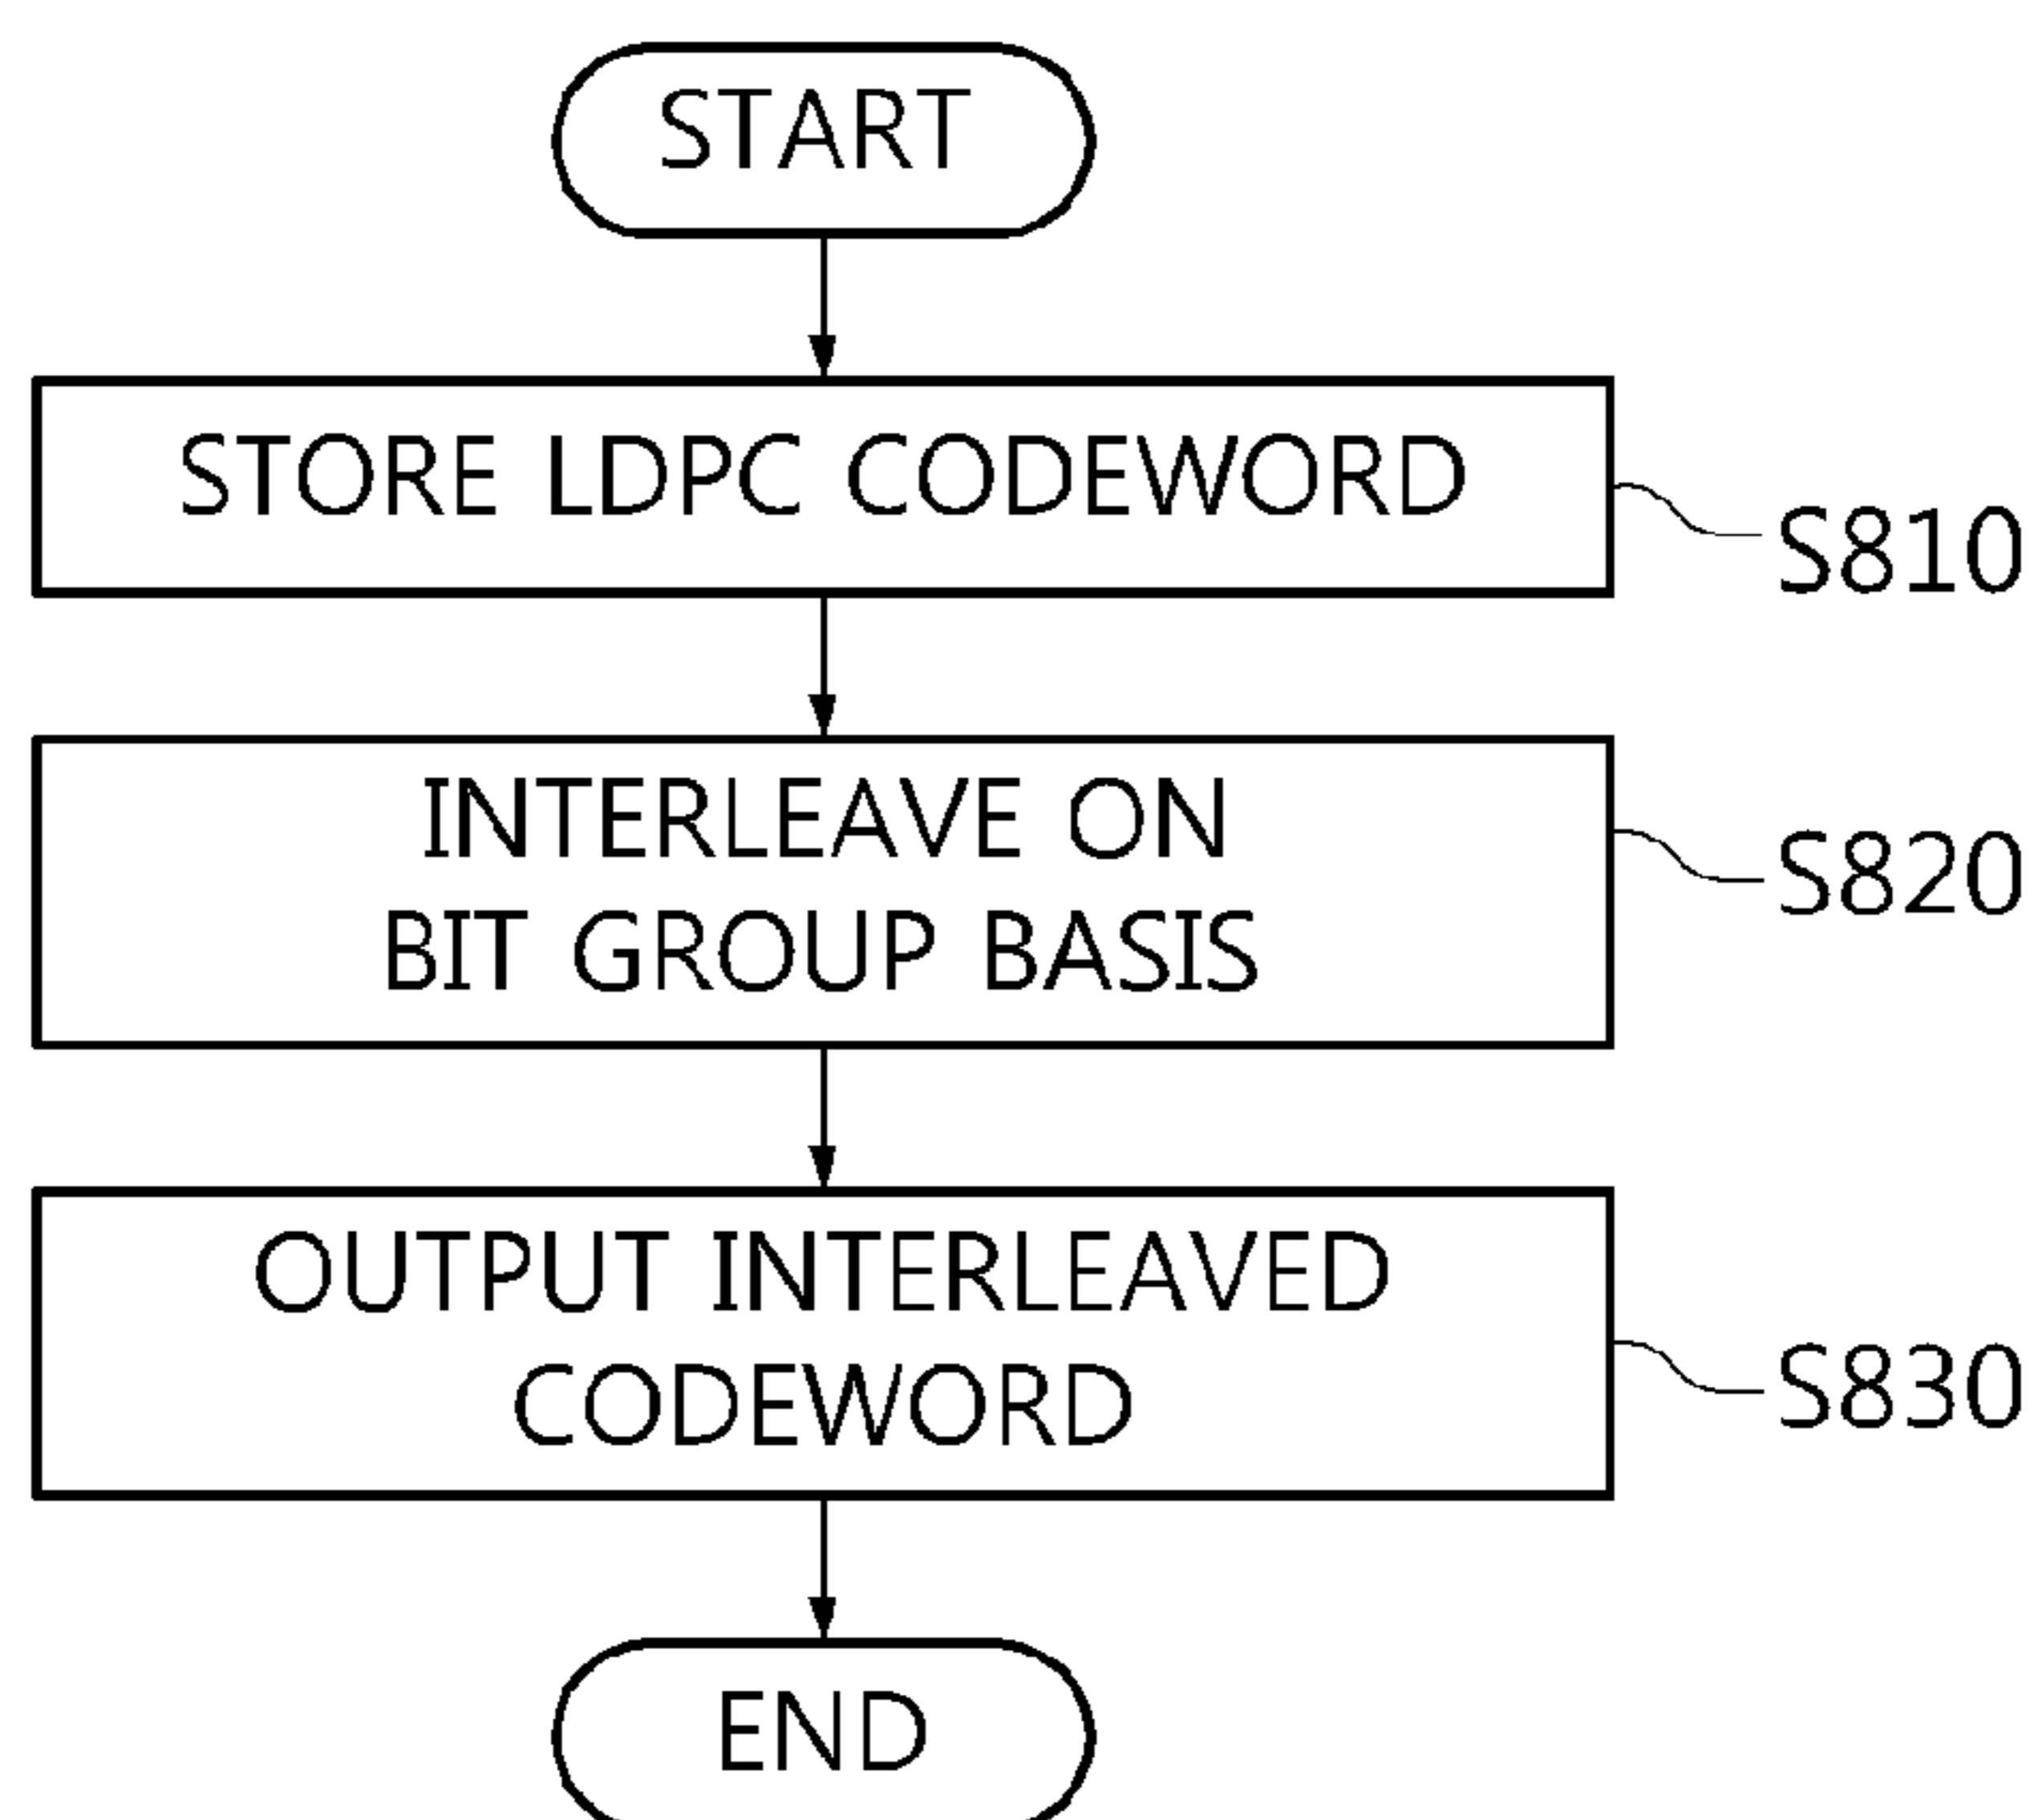 START
STORE LDPC CODEWORD
S810
INTERLEAVE ON
BIT GROUP BASIS
S820
OUTPUT INTERLEAVED
CODEWORD
S830
END